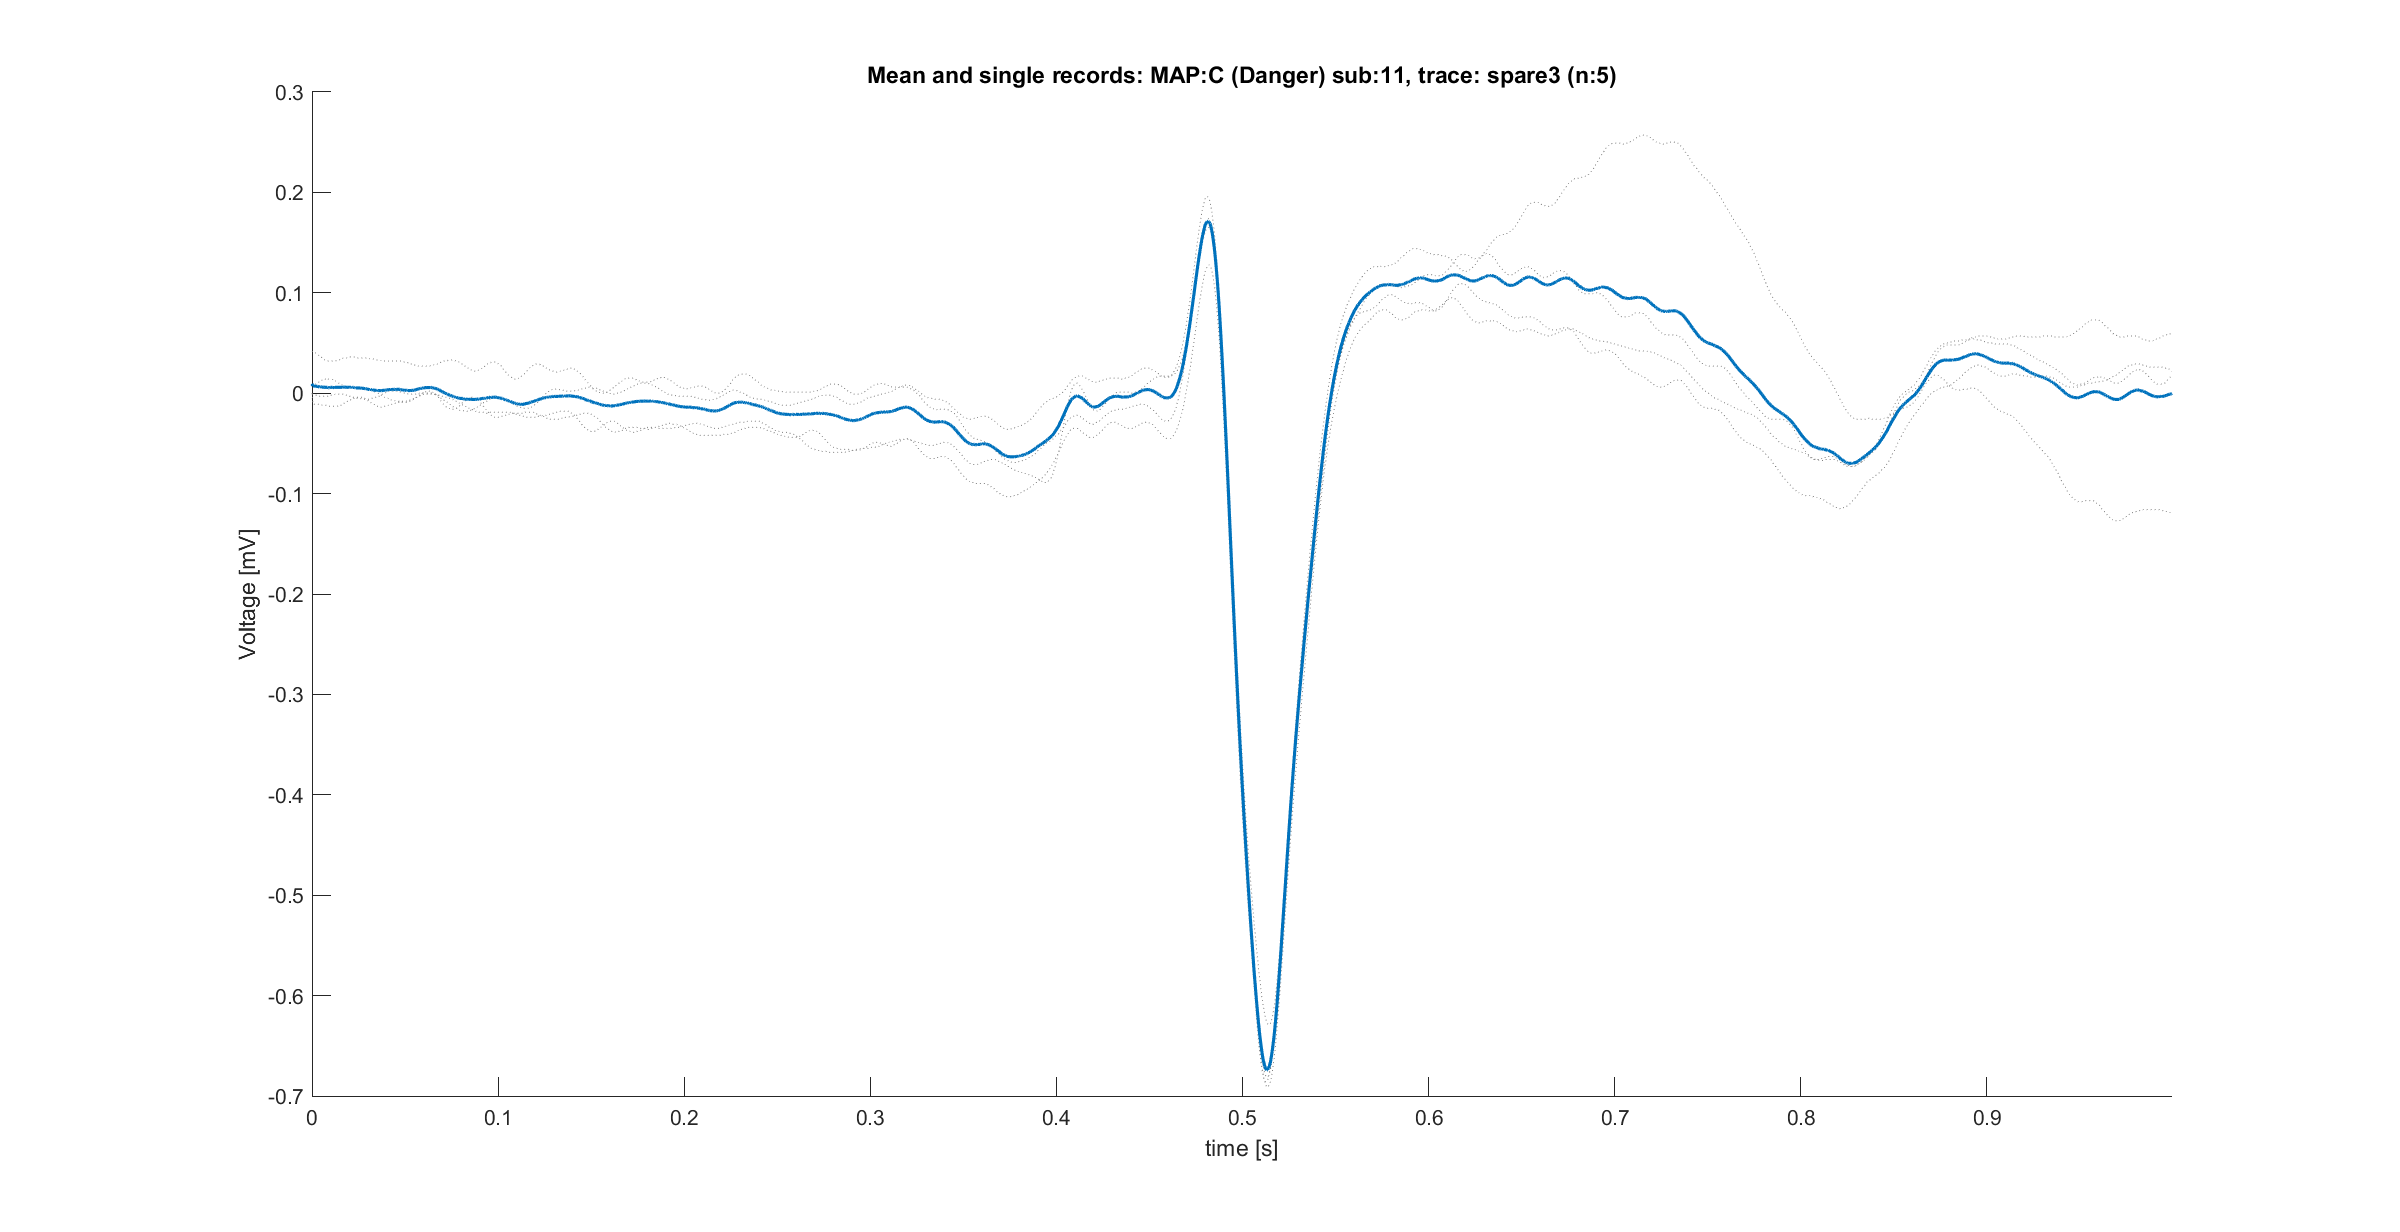 Mean and single records: MAP:C (Danger) sub:11, trace: spare3 (n:5)
0.3
0.2
0.1
0
-0.1
-0.2
-0.3
-0.4
-0.5
-0.6
-0.7
Voltage [mV]
0 0.1 0.2 0.3 0.4 0.5 0.6 0.7 0.8 0.9
time [s]